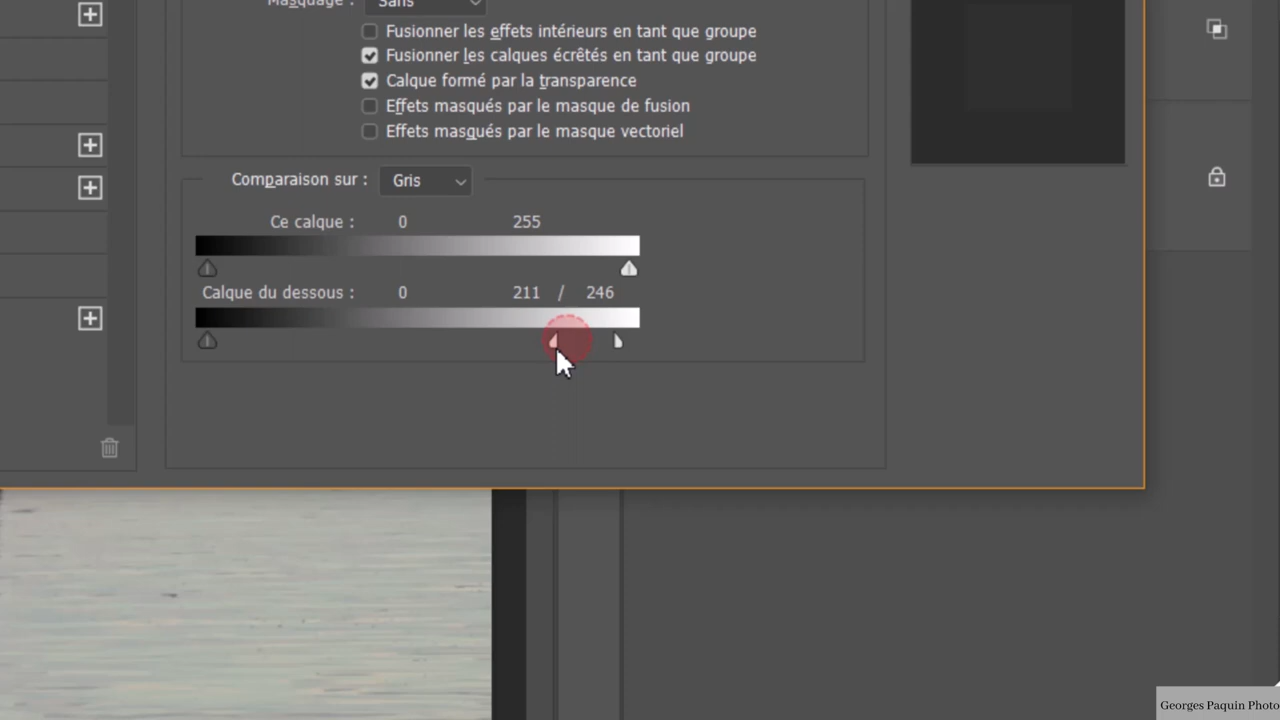 Masquage : Sans
Fusionner les effets intérieurs en tant que groupe
Fusionner les calques écrêtés en tant que groupe
Calque formé par la transparence
Effets masqués par le masque de fusion
Effets masqués par le masque vectoriel
Comparaison sur : Gris
Ce calque : 0 255
Calque du dessous : 0 211 / 246
Georges Paquin Photo